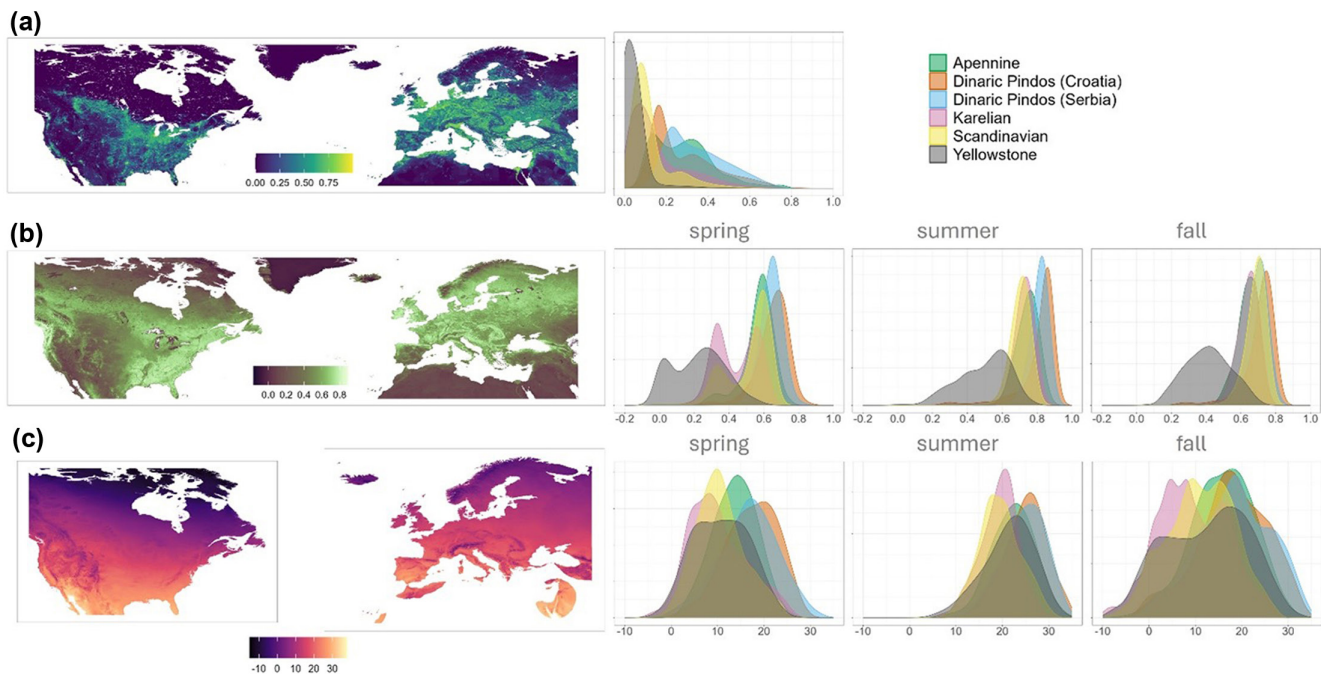 (a)
Apennine
Dinaric Pindos (Croatia)
Dinaric Pindos (Serbia)
Karelian
Scandinavian
Yellowstone
0.00 0.25 0.50 0.75
0.0 0.2 0.4 0.6 0.8 1.0
(b)
spring summer fall
0.0 0.2 0.4 0.6 0.8
-0.2 0.0 0.2 0.4 0.6 0.8 1.0
-0.2 0.0 0.2 0.4 0.6 0.8 1.0
-0.2 0.0 0.2 0.4 0.6 0.8 1.0
(c)
spring summer fall
-10 0 10 20 30
-10 0 10 20 30
-10 0 10 20 30
-10 0 10 20 30